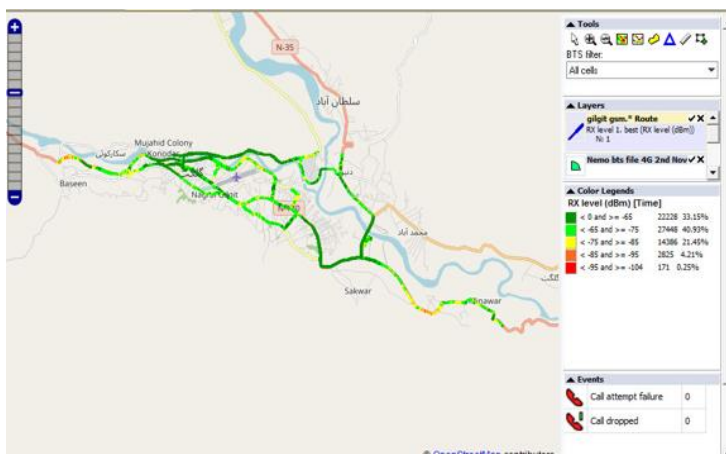 N-35
سلطان آباد
Mujahid Colony
Konodas
سکارکوئی
Baseen
دنیور
محمد آباد
گلگت
Sakwar
Jinawar
Tools
BTS filter:
All cells
Layers
gilgit gsm.* Route
RX level 1. best (RX level (dBm))
N: 1
Nemo bts file 4G 2nd Nov
Color Legends
RX level (dBm) [Time]
< 0 and >= -65 22228 33.15%
< -65 and >= -75 27448 40.93%
< -75 and >= -85 14386 21.45%
< -85 and >= -95 2825 4.21%
< -95 and >= -104 171 0.25%
Events
Call attempt failure 0
Call dropped 0
© OpenStreetMap contributors